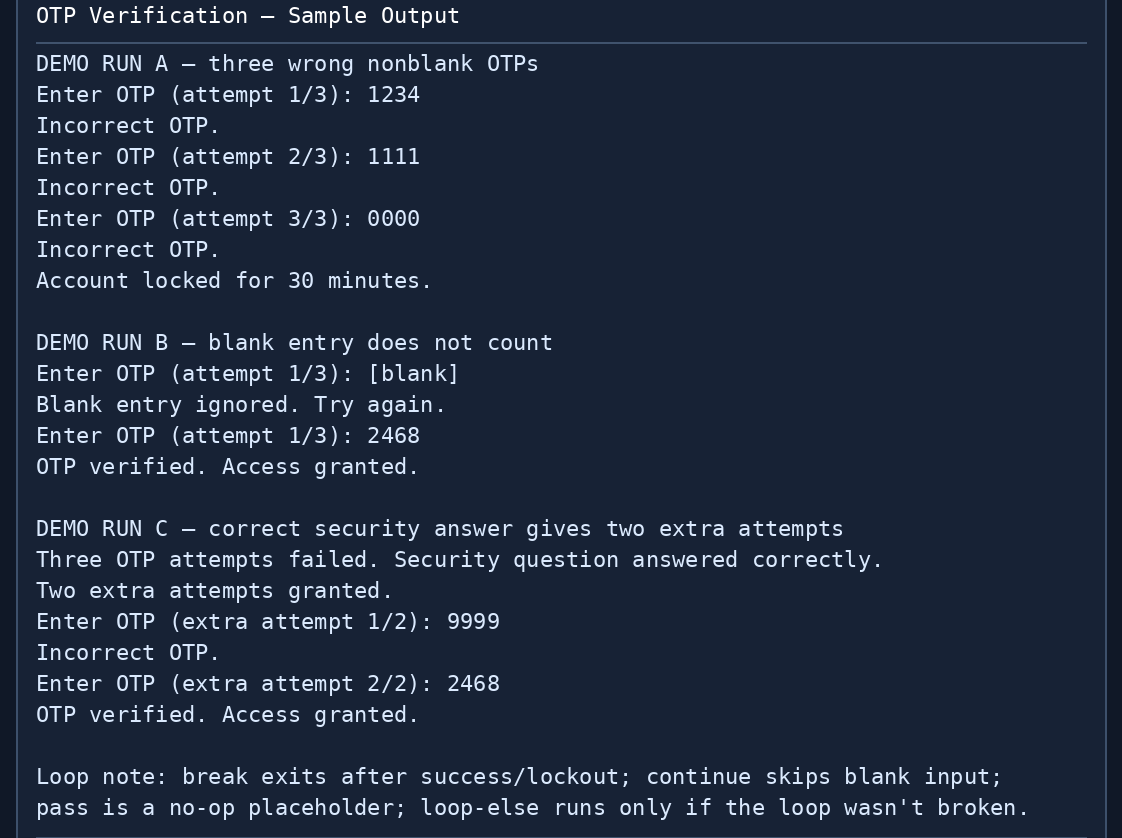 OTP Verification — Sample Output
DEMO RUN A — three wrong nonblank OTPs
Enter OTP (attempt 1/3): 1234
Incorrect OTP.
Enter OTP (attempt 2/3): 1111
Incorrect OTP.
Enter OTP (attempt 3/3): 0000
Incorrect OTP.
Account locked for 30 minutes.
DEMO RUN B — blank entry does not count
Enter OTP (attempt 1/3): [blank]
Blank entry ignored. Try again.
Enter OTP (attempt 1/3): 2468
OTP verified. Access granted.
DEMO RUN C — correct security answer gives two extra attempts
Three OTP attempts failed. Security question answered correctly.
Two extra attempts granted.
Enter OTP (extra attempt 1/2): 9999
Incorrect OTP.
Enter OTP (extra attempt 2/2): 2468
OTP verified. Access granted.
Loop note: break exits after success/lockout; continue skips blank input;
pass is a no-op placeholder; loop-else runs only if the loop wasn't broken.